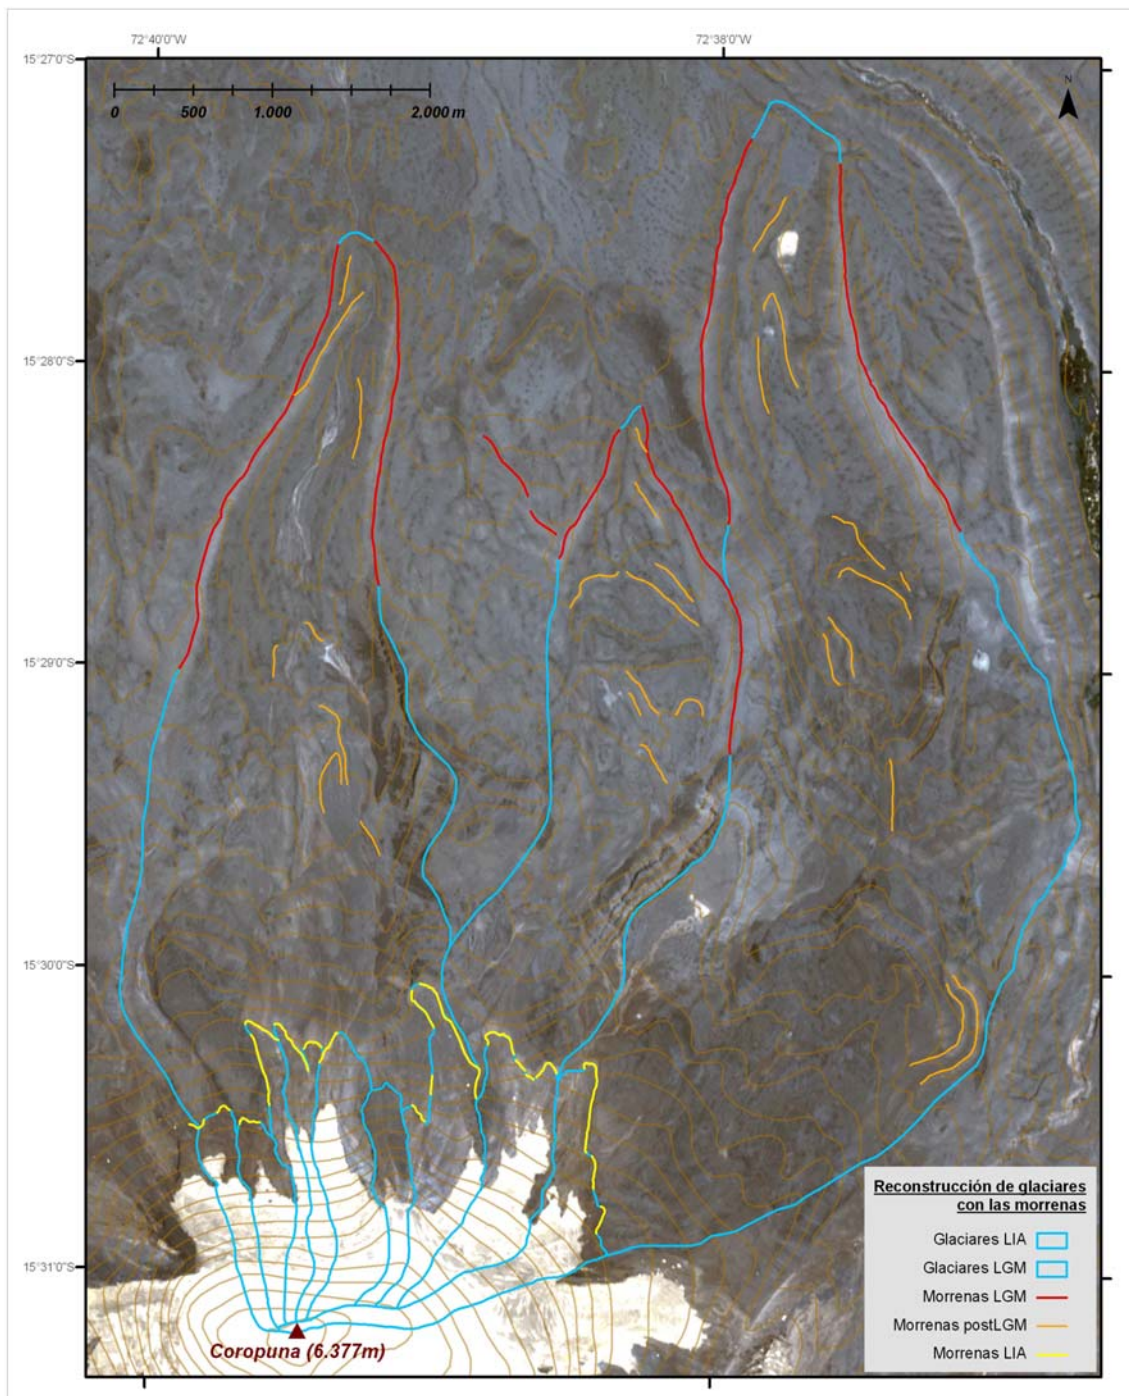 72°40'0"W
72°38'0"W
15°27'0"S
N
0
500
1.000
2.000 m
15°28'0"S
15°29'0"S
15°30'0"S
15°31'0"S
Coropuna (6.377m)
Reconstrucción de glaciares
con las morrenas
Glaciares LIA
Glaciares LGM
Morrenas LGM
Morrenas postLGM
Morrenas LIA